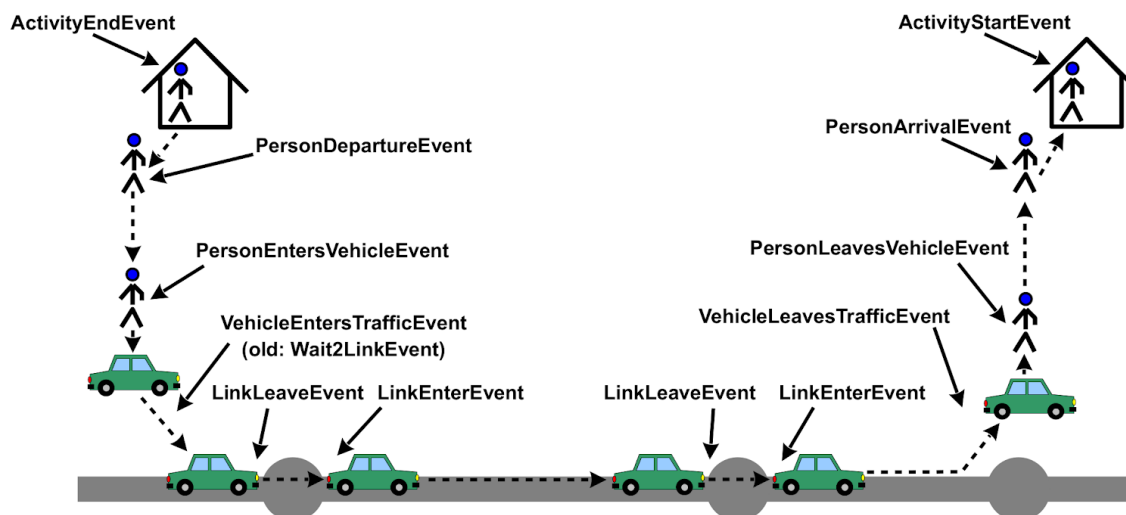 ActivityEndEvent
ActivityStartEvent
PersonDepartureEvent
PersonArrivalEvent
PersonEntersVehicleEvent
PersonLeavesVehicleEvent
VehicleEntersTrafficEvent
(old: Wait2LinkEvent)
VehicleLeavesTrafficEvent
LinkLeaveEvent
LinkEnterEvent
LinkLeaveEvent
LinkEnterEvent